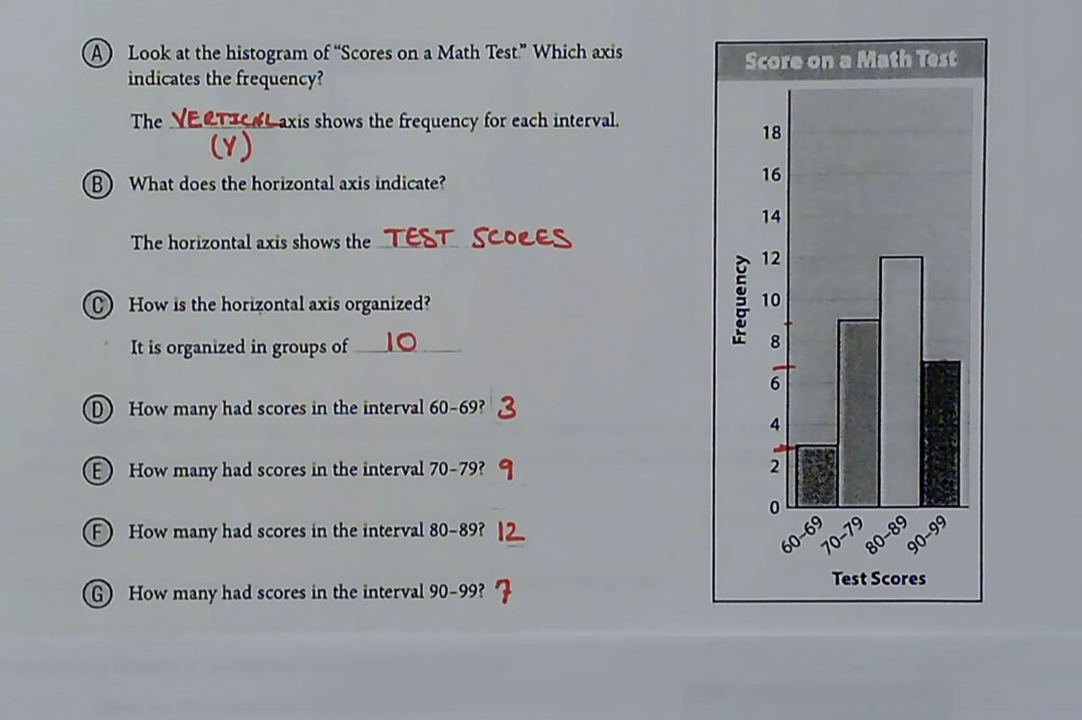 Ⓐ Look at the histogram of “Scores on a Math Test.” Which axis
indicates the frequency?
The VERTICAL axis shows the frequency for each interval.
(Y)
Ⓑ What does the horizontal axis indicate?
The horizontal axis shows the TEST SCORES
Ⓒ How is the horizontal axis organized?
It is organized in groups of 10
Ⓓ How many had scores in the interval 60–69? 3
Ⓔ How many had scores in the interval 70–79? 9
Ⓕ How many had scores in the interval 80–89? 12
Ⓖ How many had scores in the interval 90–99? 7
Score on a Math Test
Frequency
18
16
14
12
10
8
6
4
2
0
60–69 70–79 80–89 90–99
Test Scores